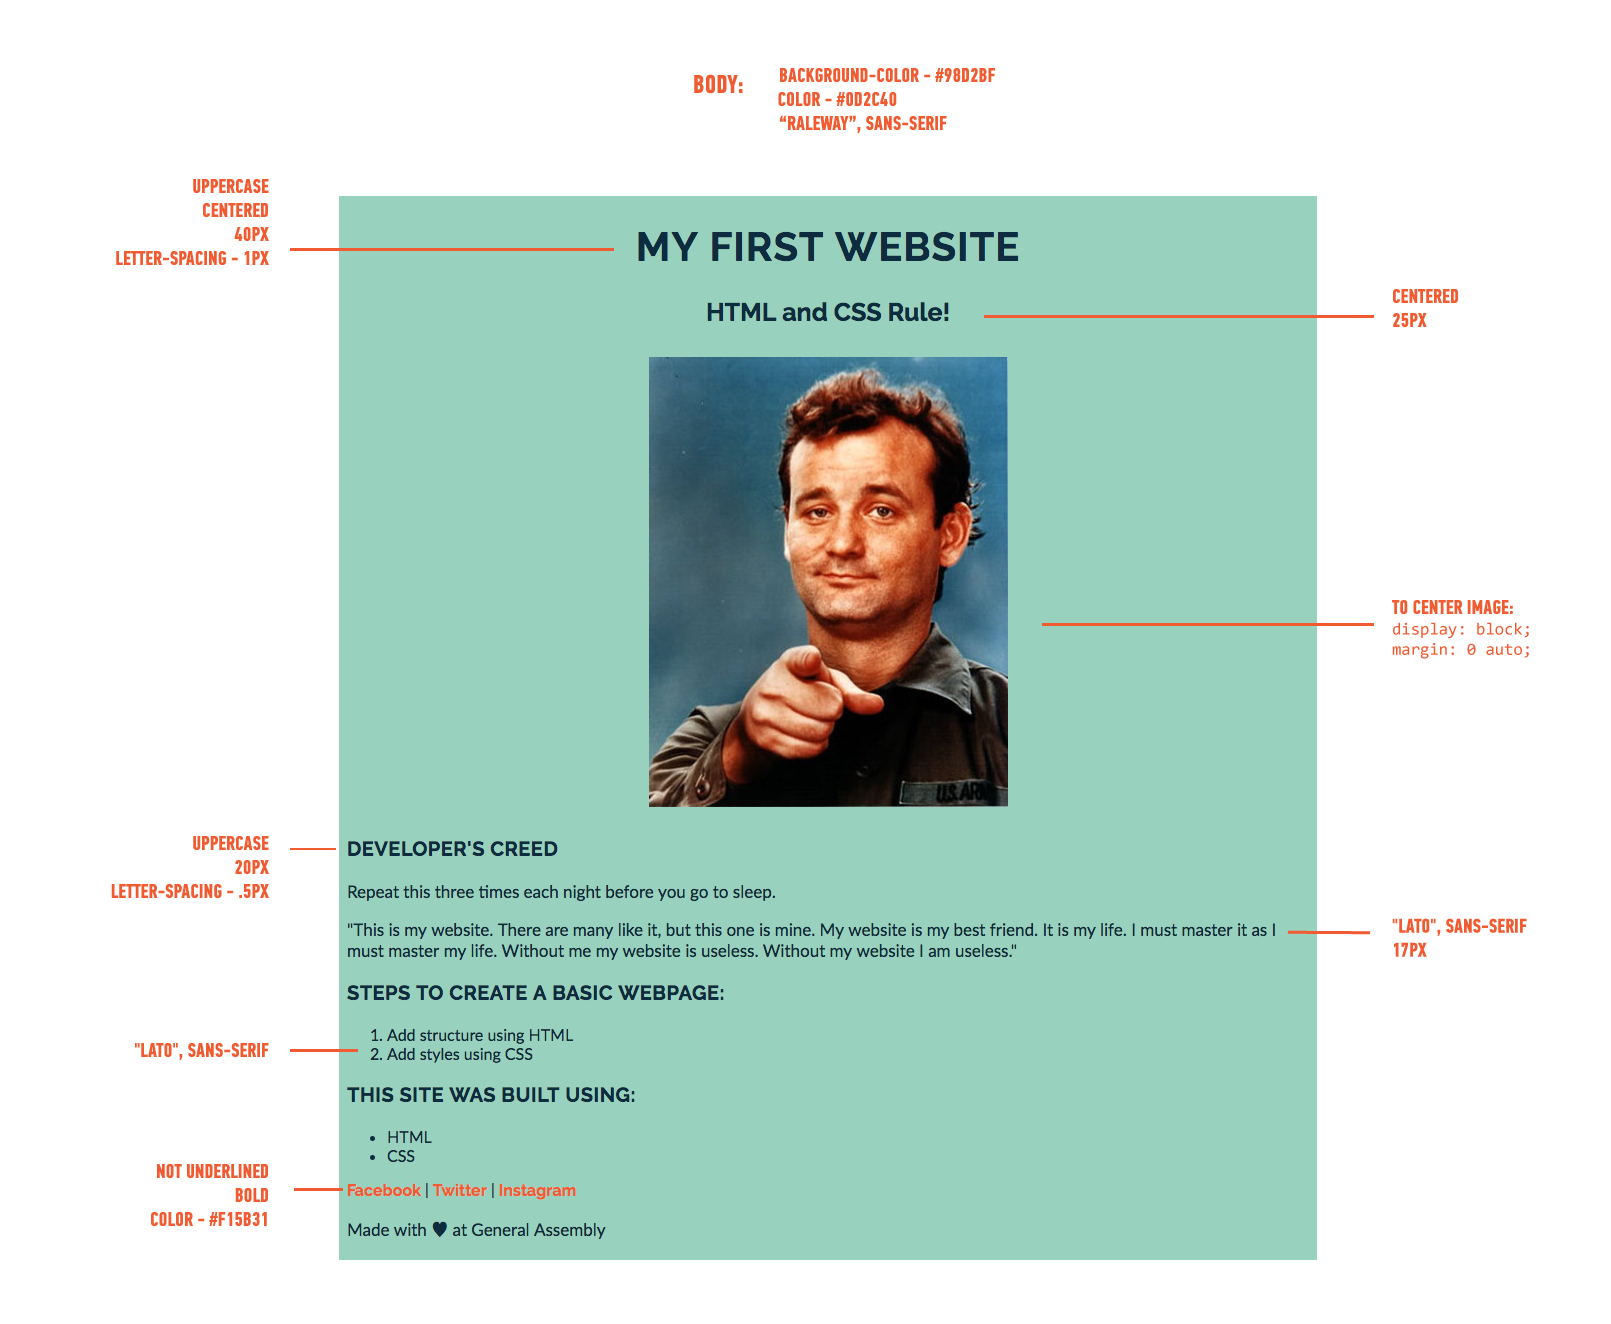 BODY:
BACKGROUND-COLOR - #98D2BF
COLOR - #0D2C40
“RALEWAY”, SANS-SERIF
UPPERCASE
CENTERED
40PX
LETTER-SPACING - 1PX
MY FIRST WEBSITE
HTML and CSS Rule!
CENTERED
25PX
TO CENTER IMAGE:
display: block;
margin: 0 auto;
U.S. ARM
UPPERCASE
20PX
LETTER-SPACING - .5PX
DEVELOPER'S CREED
Repeat this three times each night before you go to sleep.
"This is my website. There are many like it, but this one is mine. My website is my best friend. It is my life. I must master it as I
must master my life. Without me my website is useless. Without my website I am useless."
"LATO", SANS-SERIF
17PX
STEPS TO CREATE A BASIC WEBPAGE:
"LATO", SANS-SERIF
1. Add structure using HTML
2. Add styles using CSS
THIS SITE WAS BUILT USING:
• HTML
• CSS
NOT UNDERLINED
BOLD
COLOR - #F15B31
Facebook | Twitter | Instagram
Made with ♥ at General Assembly